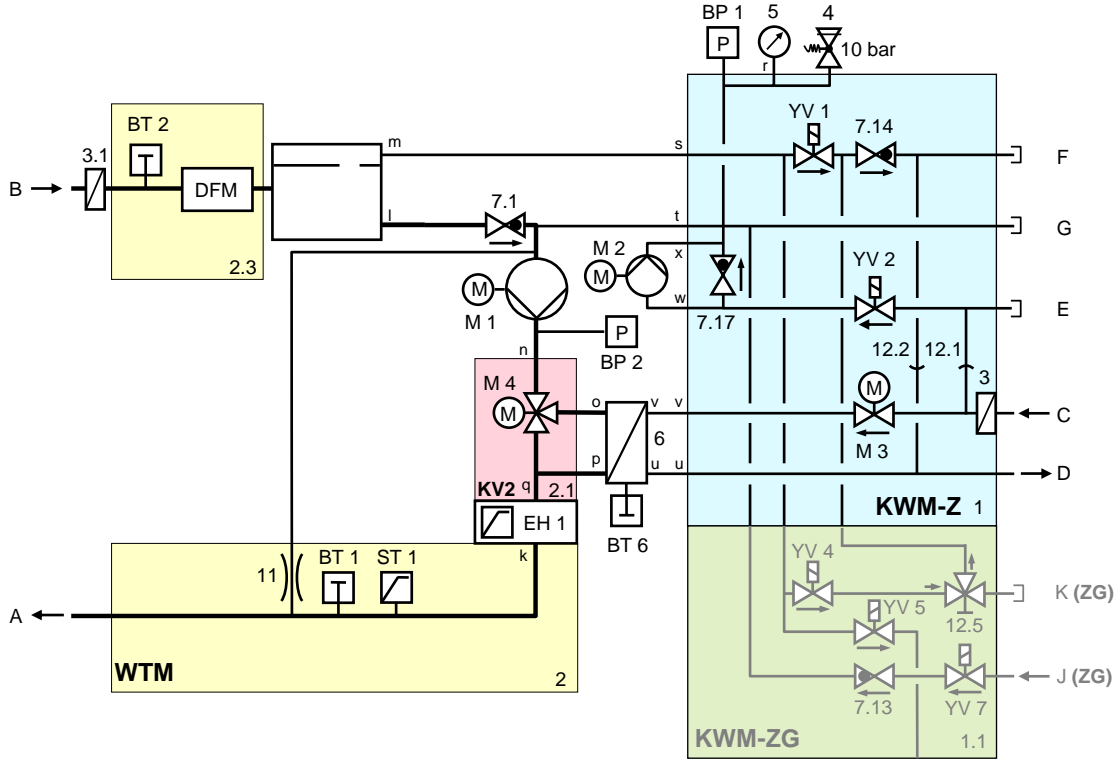 BP 1
5
4
P
10 bar
r
BT 2
YV 1
7.14
3.1
m
s
F
B
DFM
7.1
l
t
G
2.3
M 2
x
YV 2
M
M
w
E
M 1
7.17
P
n
BP 2
12.2
12.1
M 4
M
3
M
o
v
v
C
6
M 3
p
u
u
D
KV2
q
2.1
KWM-Z
1
EH 1
BT 6
k
BT 1
ST 1
YV 4
11
K (ZG)
YV 5
12.5
A
WTM
2
J (ZG)
7.13
YV 7
KWM-ZG
1.1